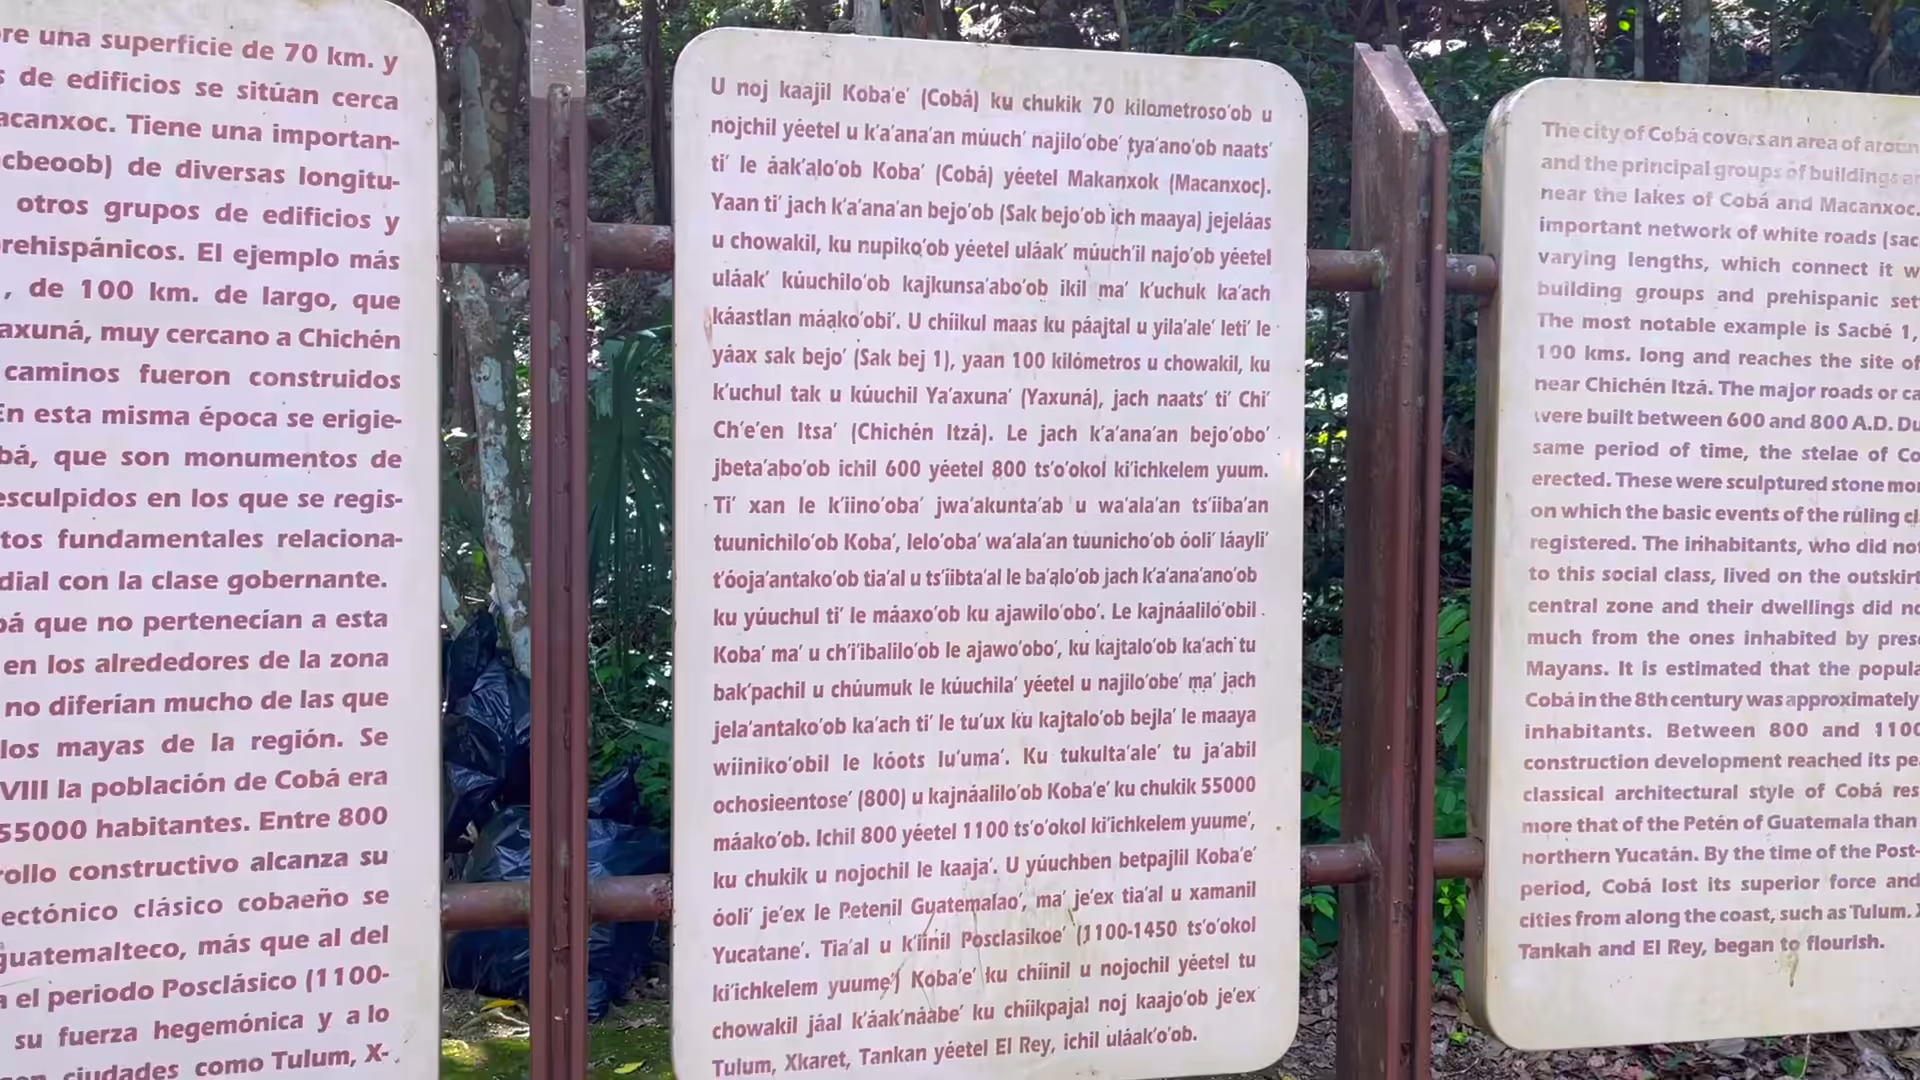 re una superficie de 70 km. y
s de edificios se sitúan cerca
acanxoc. Tiene una importan-
acbeoob) de diversas longitu-
otros grupos de edificios y
prehispánicos. El ejemplo más
, de 100 km. de largo, que
axuná, muy cercano a Chichén
caminos fueron construidos
En esta misma época se erigie-
bá, que son monumentos de
esculpidos en los que se regis-
tos fundamentales relaciona-
dial con la clase gobernante.
bá que no pertenecían a esta
en los alrededores de la zona
no diferían mucho de las que
los mayas de la región. Se
VIII la población de Cobá era
55000 habitantes. Entre 800
rollo constructivo alcanza su
ectónico clásico cobaeño se
guatemalteco, más que al del
a el periodo Posclásico (1100-
su fuerza hegemónica y a lo
ciudades como Tulum, X-
U noj kaajil Koba'e' (Cobá) ku chukik 70 kilometroso'ob u
nojchil yéetel u k'a'ana'an múuch' najilo'obe' tya'ano'ob naats'
ti' le áak'alo'ob Koba' (Cobá) yéetel Makanxok (Macanxoc).
Yaan ti' jach k'a'ana'an bejo'ob (Sak bejo'ob ich maaya) jejeláas
u chowakil, ku nupiko'ob yéetel uláak' múuch'il najo'ob yéetel
uláak' kúuchilo'ob kajkunsa'abo'ob ikil ma' k'uchuk ka'ach
káastlan máako'obi'. U chíikul maas ku páajtal u yila'ale' leti' le
yáax sak bejo' (Sak bej 1), yaan 100 kilómetros u chowakil, ku
k'uchul tak u kúuchil Ya'axuna' (Yaxuná), jach naats' ti' Chi'
Ch'e'en Itsa' (Chichén Itzá). Le jach k'a'ana'an bejo'obo'
jbeta'abo'ob ichil 600 yéetel 800 ts'o'okol ki'ichkelem yuum.
Ti' xan le k'iino'oba' jwa'akunta'ab u wa'ala'an ts'íiba'an
tuunichilo'ob Koba', lelo'oba' wa'ala'an tuunicho'ob óoli' láayli'
t'óoja'antako'ob tia'al u ts'íibta'al le ba'alo'ob jach k'a'ana'ano'ob
ku yúuchul ti' le máaxo'ob ku ajawilo'obo'. Le kajnáalilo'obil
Koba' ma' u ch'i'ibalilo'ob le ajawo'obo', ku kajtalo'ob ka'ach tu
bak'pachil u chúumuk le kúuchila' yéetel u najilo'obe' ma' jach
jela'antako'ob ka'ach ti' le tu'ux ku kajtalo'ob bejla' le maaya
wíiniko'obil le kóots lu'uma'. Ku tukulta'ale' tu ja'abil
ochosieentose' (800) u kajnáalilo'ob Koba'e' ku chukik 55000
máako'ob. Ichil 800 yéetel 1100 ts'o'okol ki'ichkelem yuume',
ku chukik u nojochil le kaaja'. U yúuchben betpajlil Koba'e'
óoli' je'ex le Petenil Guatemalao', ma' je'ex tia'al u xamanil
Yucatane'. Tia'al u k'iinil Posclasikoe' (1100-1450 ts'o'okol
ki'ichkelem yuume') Koba'e' ku chíinil u nojochil yéetel tu
chowakil jáal k'áak'náabe' ku chíikpajal noj kaajo'ob je'ex
Tulum, Xkaret, Tankan yéetel El Rey, ichil uláak'o'ob.
The city of Cobá covers an area of aroun
and the principal groups of buildings a
near the lakes of Cobá and Macanxoc.
important network of white roads (sac
varying lengths, which connect it w
building groups and prehispanic set
The most notable example is Sacbé 1,
100 kms. long and reaches the site of
near Chichén Itzá. The major roads or ca
were built between 600 and 800 A.D. Du
same period of time, the stelae of Co
erected. These were sculptured stone mo
on which the basic events of the ruling cl
registered. The inhabitants, who did no
to this social class, lived on the outskirt
central zone and their dwellings did no
much from the ones inhabited by pres
Mayans. It is estimated that the popula
Cobá in the 8th century was approximately
inhabitants. Between 800 and 1100
construction development reached its pe
classical architectural style of Cobá res
more that of the Petén of Guatemala than
northern Yucatán. By the time of the Post-
period, Cobá lost its superior force and
cities from along the coast, such as Tulum. X
Tankah and El Rey, began to flourish.